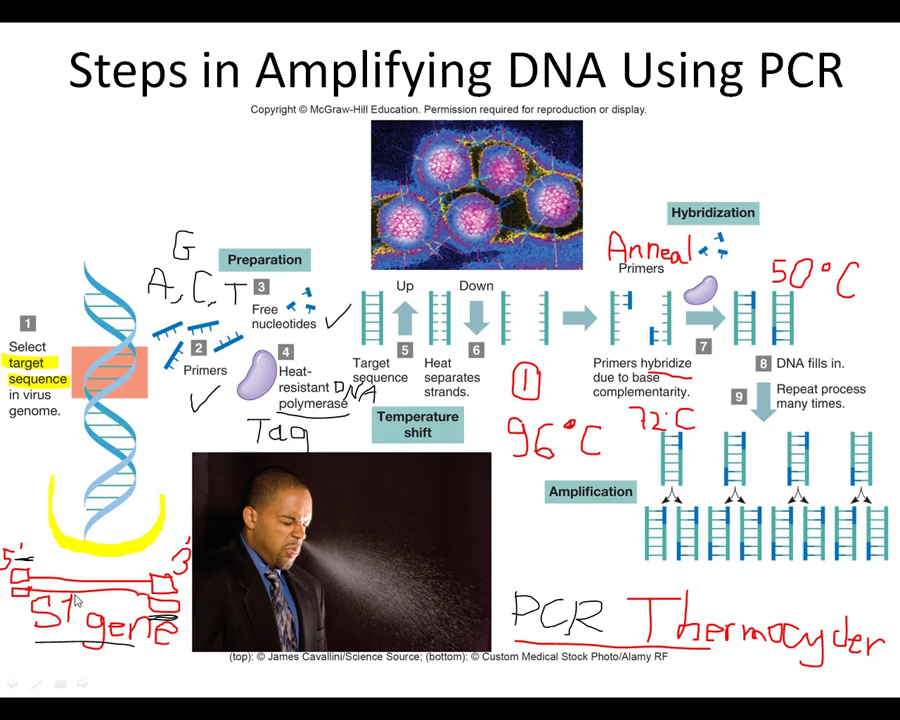 Steps in Amplifying DNA Using PCR
Copyright © McGraw-Hill Education. Permission required for reproduction or display.
G
A, C, T
Preparation
3
Free
nucleotides
1
Select
target
sequence
in virus
genome.
2
Primers
4
Heat-
resistant DNA
polymerase
Taq
Up
Down
Target
sequence
5
Heat
separates
strands.
6
Temperature
shift
Hybridization
Anneal
Primers
50°C
7
Primers hybridize
due to base
complementarity.
8
DNA fills in.
9
Repeat process
many times.
1
96°C
72°C
Amplification
5'
3'
S1 gene
PCR Thermocycler
(top): © James Cavallini/Science Source; (bottom): © Custom Medical Stock Photo/Alamy RF